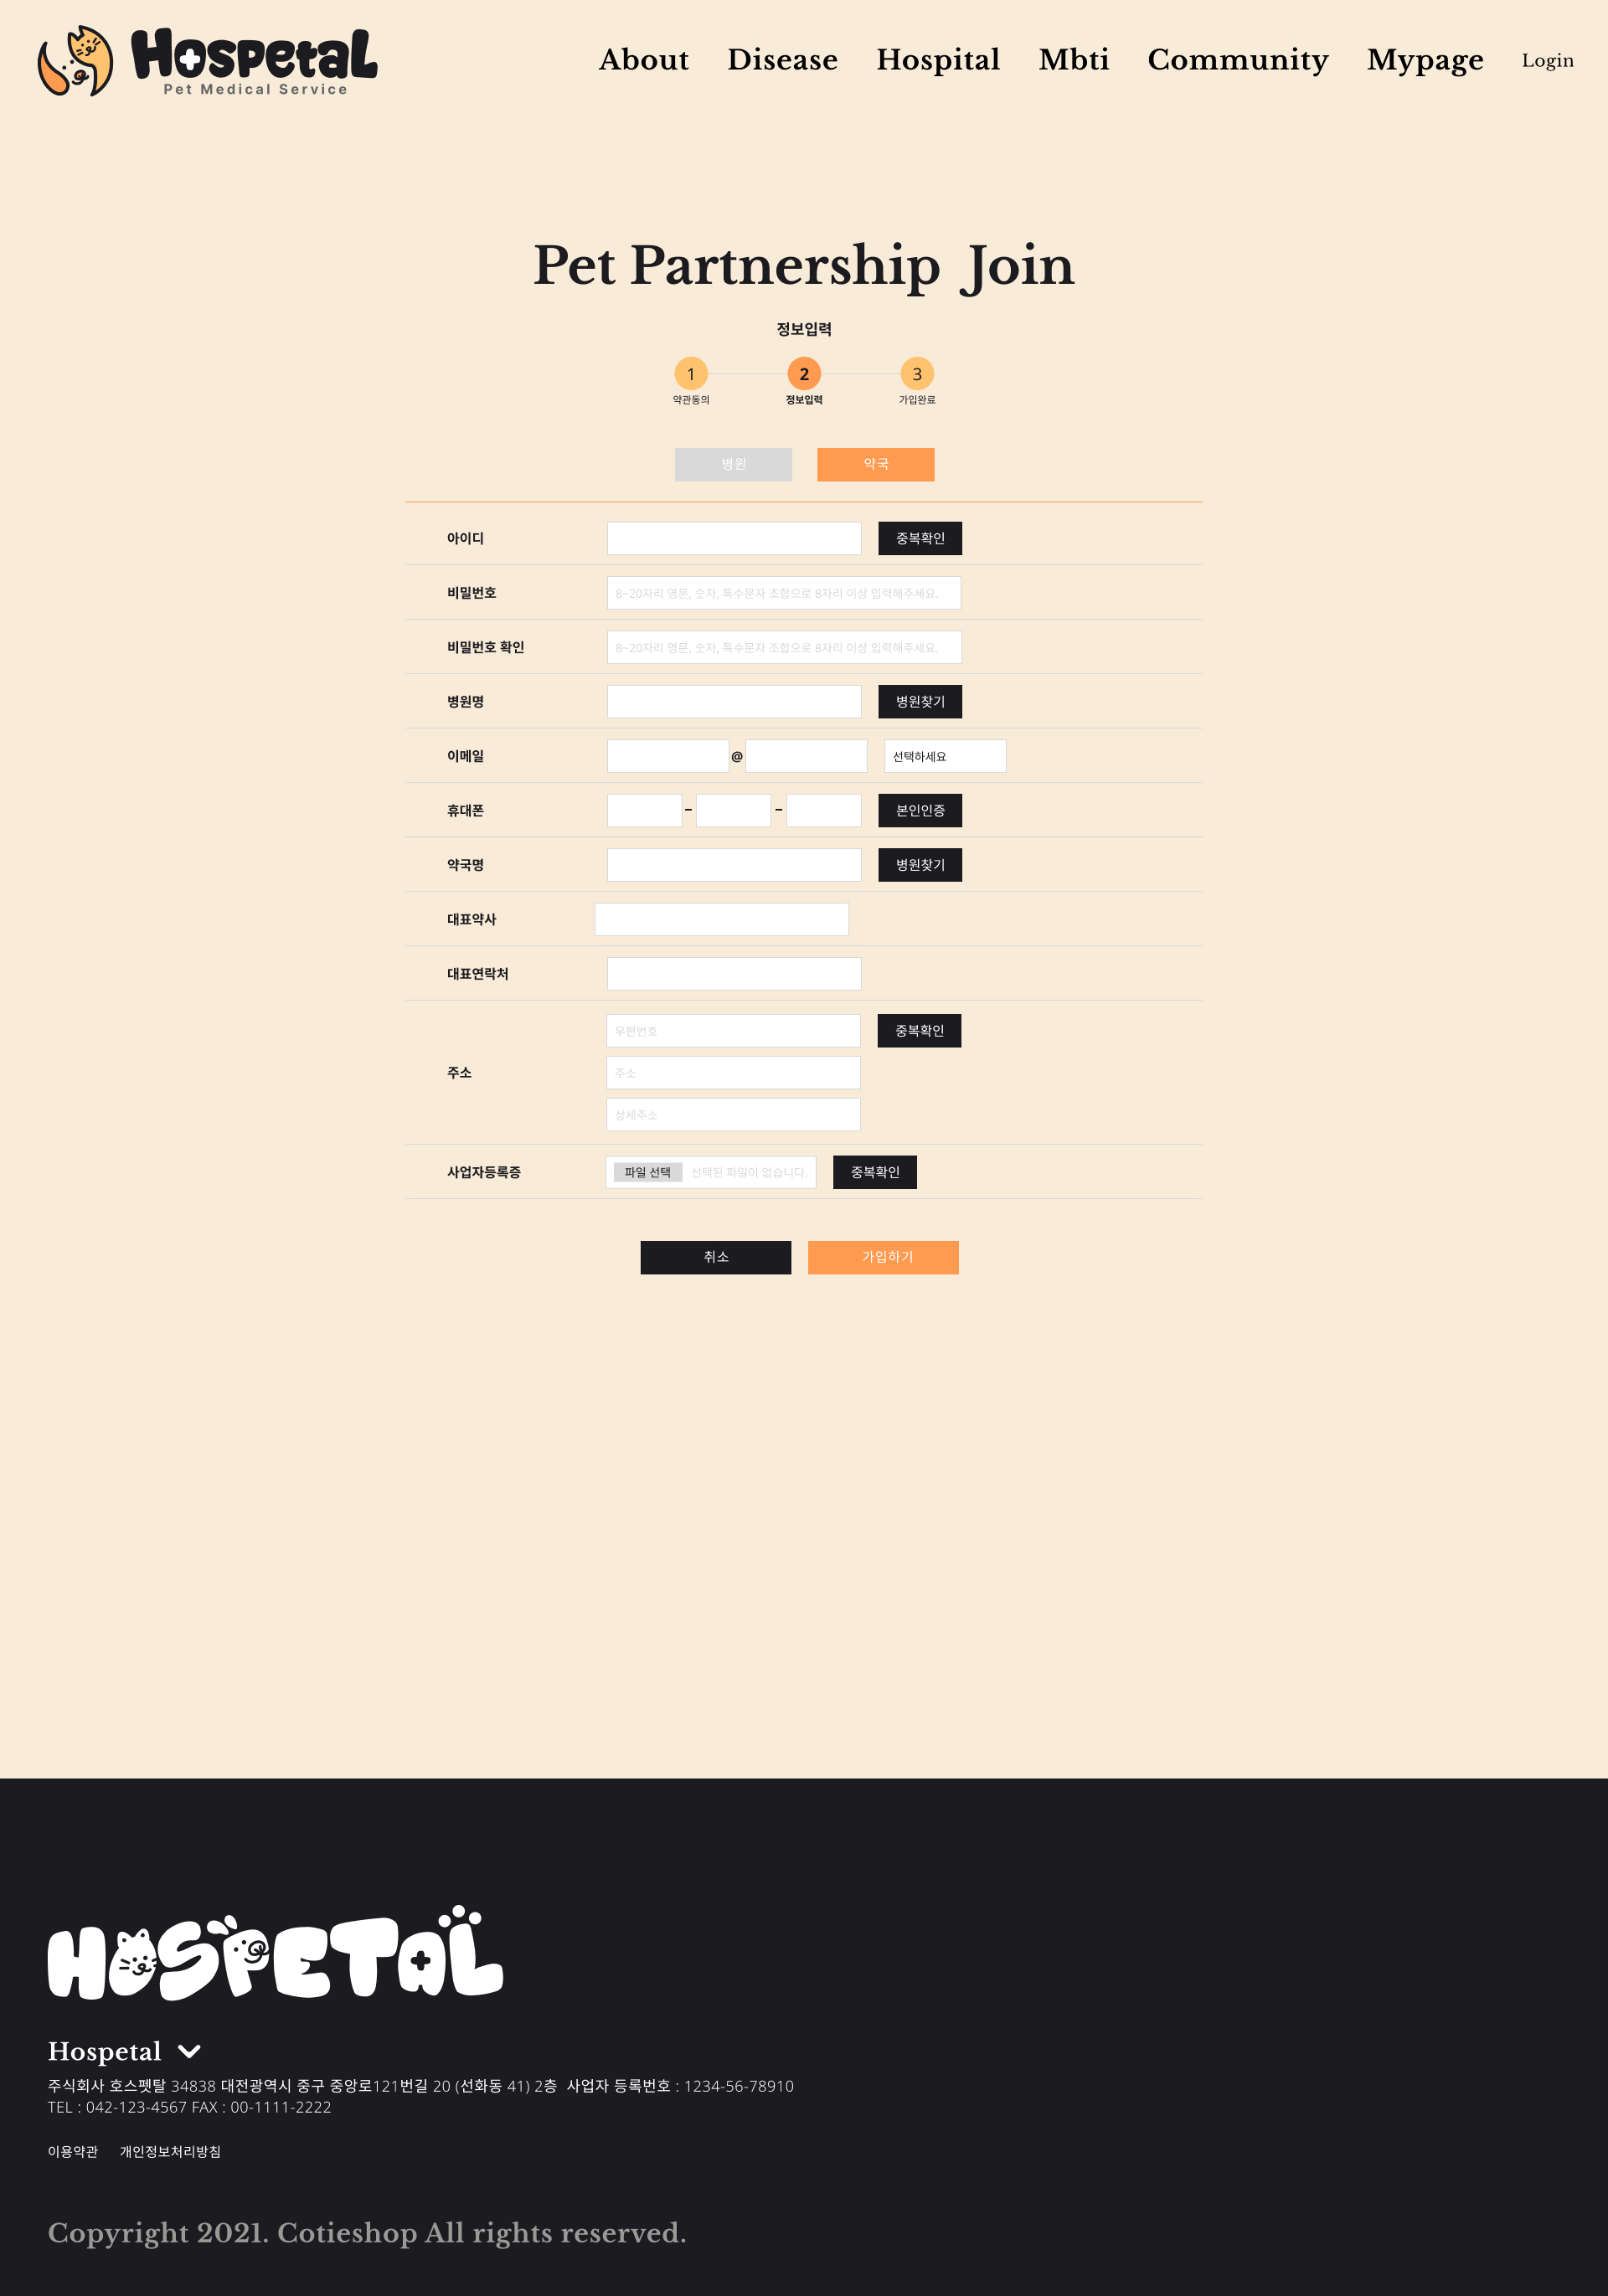 Hospetal
Pet Medical Service
About Disease Hospital Mbti Community Mypage Login
Pet Partnership Join
정보입력
1 2 3
약관동의 정보입력 가입완료
병원 약국
아이디 중복확인
비밀번호 8~20자리 영문, 숫자, 특수문자 조합으로 8자리 이상 입력해주세요.
비밀번호 확인 8~20자리 영문, 숫자, 특수문자 조합으로 8자리 이상 입력해주세요.
병원명 병원찾기
이메일 @ 선택하세요
휴대폰 - - 본인인증
약국명 병원찾기
대표약사
대표연락처
우편번호 중복확인
주소 주소
상세주소
사업자등록증 파일 선택 선택된 파일이 없습니다. 중복확인
취소 가입하기
HOSPETAL
Hospetal
주식회사 호스펫탈 34838 대전광역시 중구 중앙로121번길 20 (선화동 41) 2층 사업자 등록번호 : 1234-56-78910
TEL : 042-123-4567 FAX : 00-1111-2222
이용약관 개인정보처리방침
Copyright 2021. Cotieshop All rights reserved.